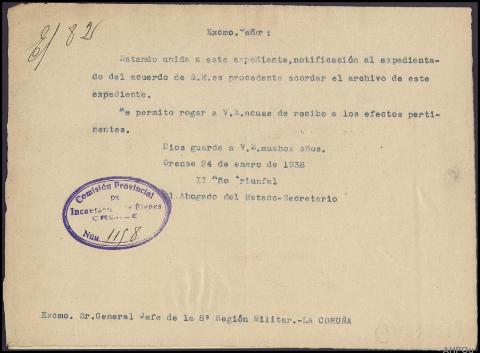 E/ 82
Excmo. Señor:
Estando unida a este expediante,notificación al expedienta-
do del acuerdo de S.E.es procedente acordar el archivo de este
expediente.
Me permito rogar a V.E.acuse de recibo a los efectos perti-
nentes.
Dios guarde a V.E.muchos años.
Orense 24 de enero de 1938
II Año Triunfal
El.Abogado del Estado-Secretario
Comisión Provincial
DE
Incautación de Bienes
ORENSE
Núm. 1158
Excmo. Sr.General Jefe de la 8ª Región Militar.-LA CORUÑA
AHPOu